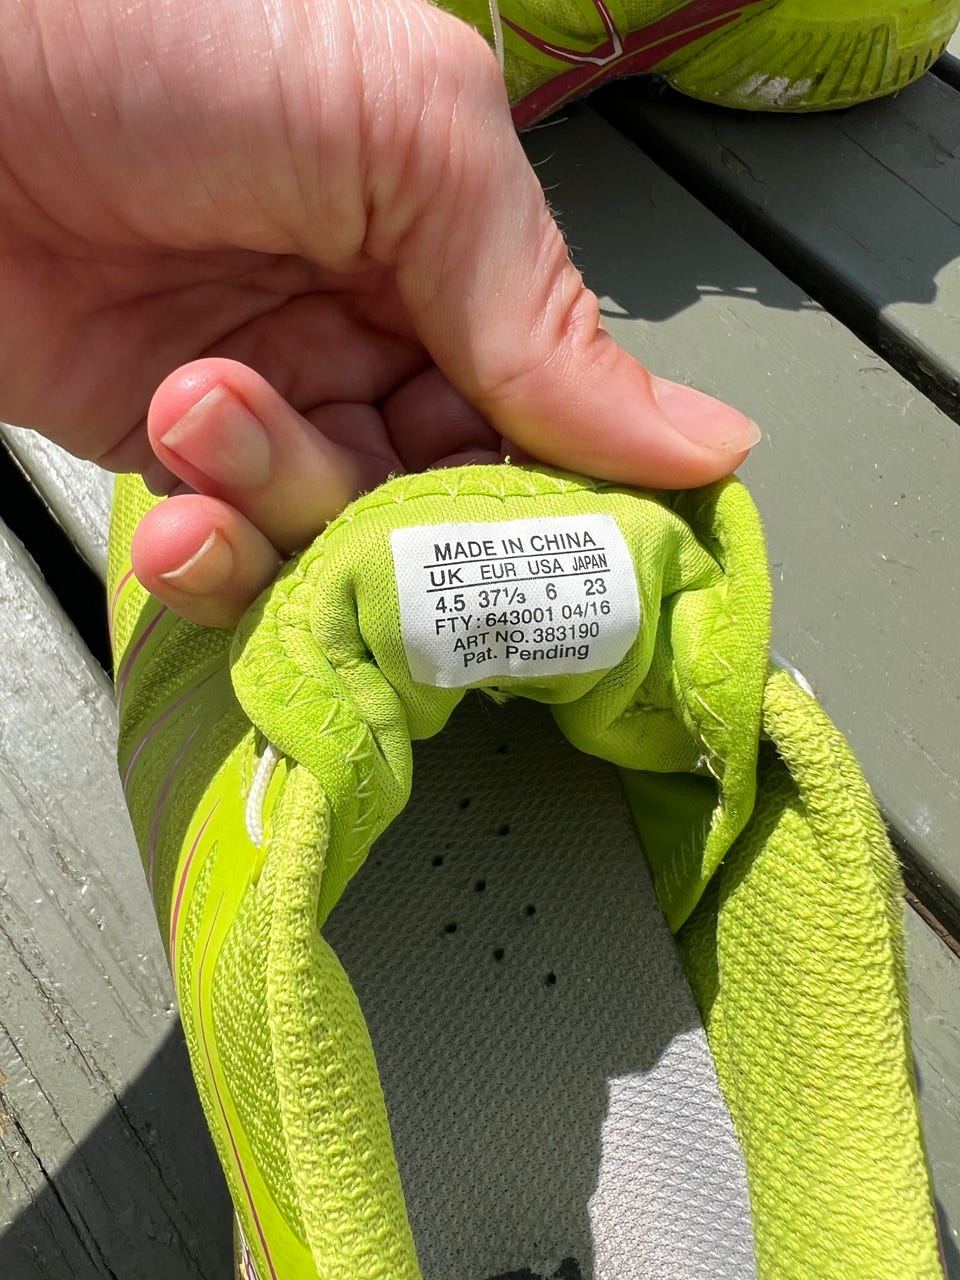 MADE IN CHINA
UK EUR USA JAPAN
4.5 37⅓ 6 23
FTY: 643001 04/16
ART NO. 383190
Pat. Pending